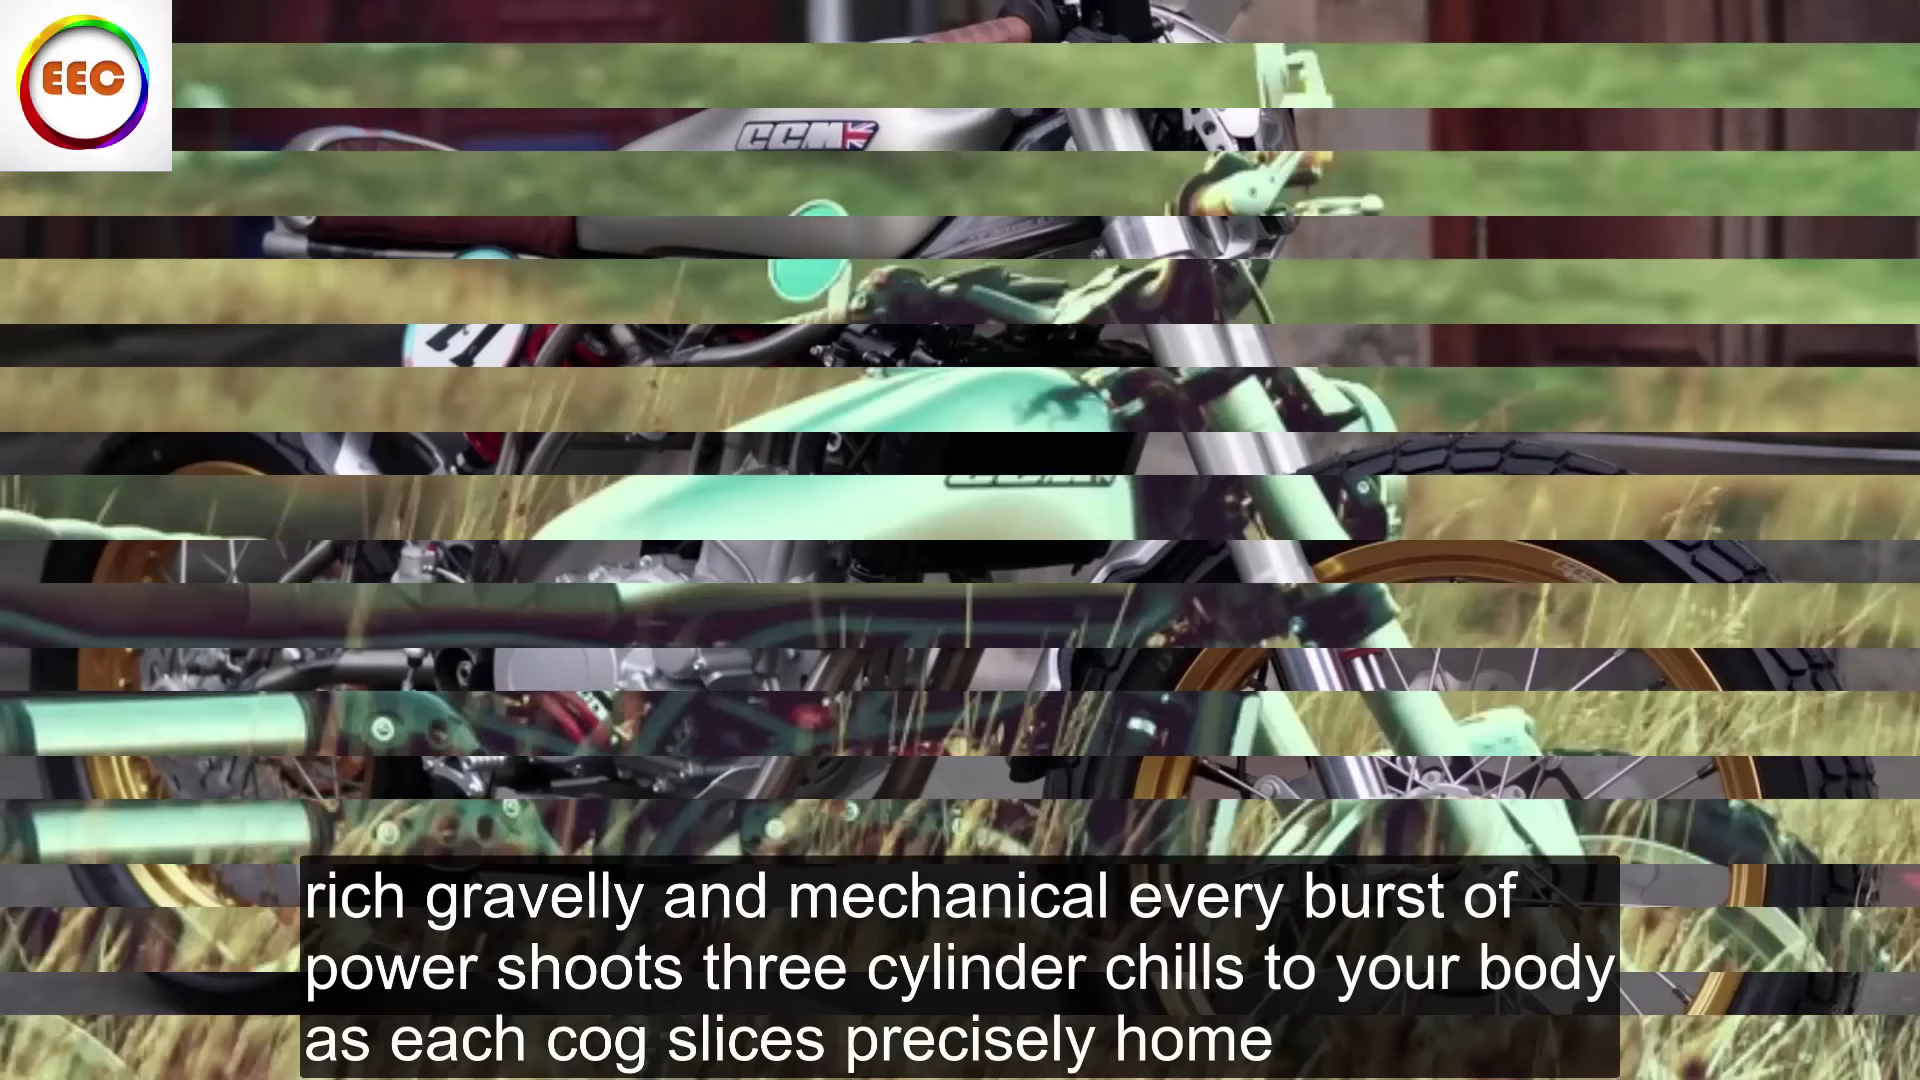 EEC
CCM
rich gravelly and mechanical every burst of
power shoots three cylinder chills to your body
as each cog slices precisely home